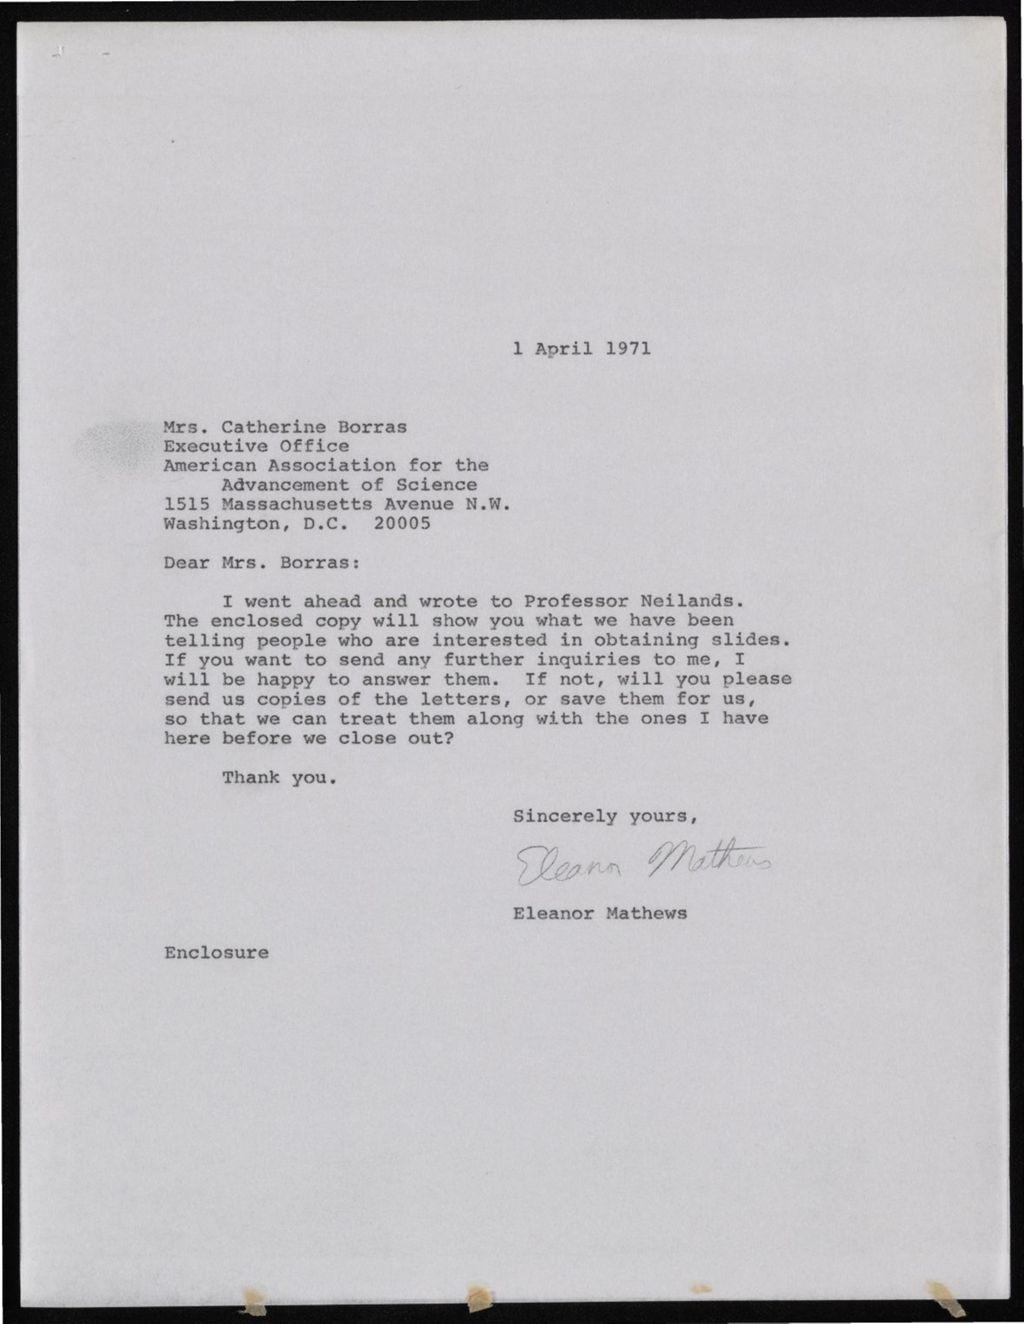 1 April 1971
Mrs. Catherine Borras
Executive Office
American Association for the
Advancement of Science
1515 Massachusetts Avenue N.W.
Washington, D.C. 20005
Dear Mrs. Borras:
I went ahead and wrote to Professor Neilands.
The enclosed copy will show you what we have been
telling people who are interested in obtaining slides.
If you want to send any further inquiries to me, I
will be happy to answer them. If not, will you please
send us copies of the letters, or save them for us,
so that we can treat them along with the ones I have
here before we close out?
Thank you.
Sincerely yours,
Eleanor Mathews
Eleanor Mathews
Enclosure